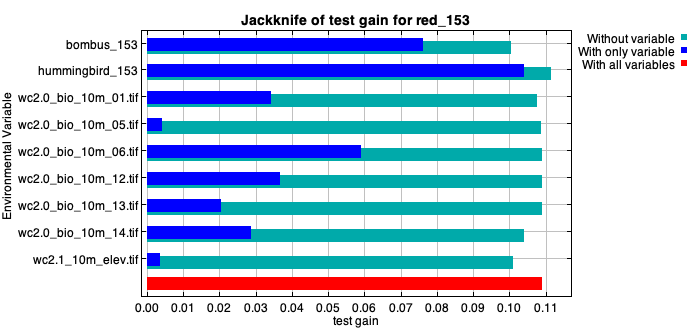 Jackknife of test gain for red_153
Without variable
With only variable
With all variables
Environmental Variable
bombus_153
hummingbird_153
wc2.0_bio_10m_01.tif
wc2.0_bio_10m_05.tif
wc2.0_bio_10m_06.tif
wc2.0_bio_10m_12.tif
wc2.0_bio_10m_13.tif
wc2.0_bio_10m_14.tif
wc2.1_10m_elev.tif
0.00 0.01 0.02 0.03 0.04 0.05 0.06 0.07 0.08 0.09 0.10 0.11
test gain